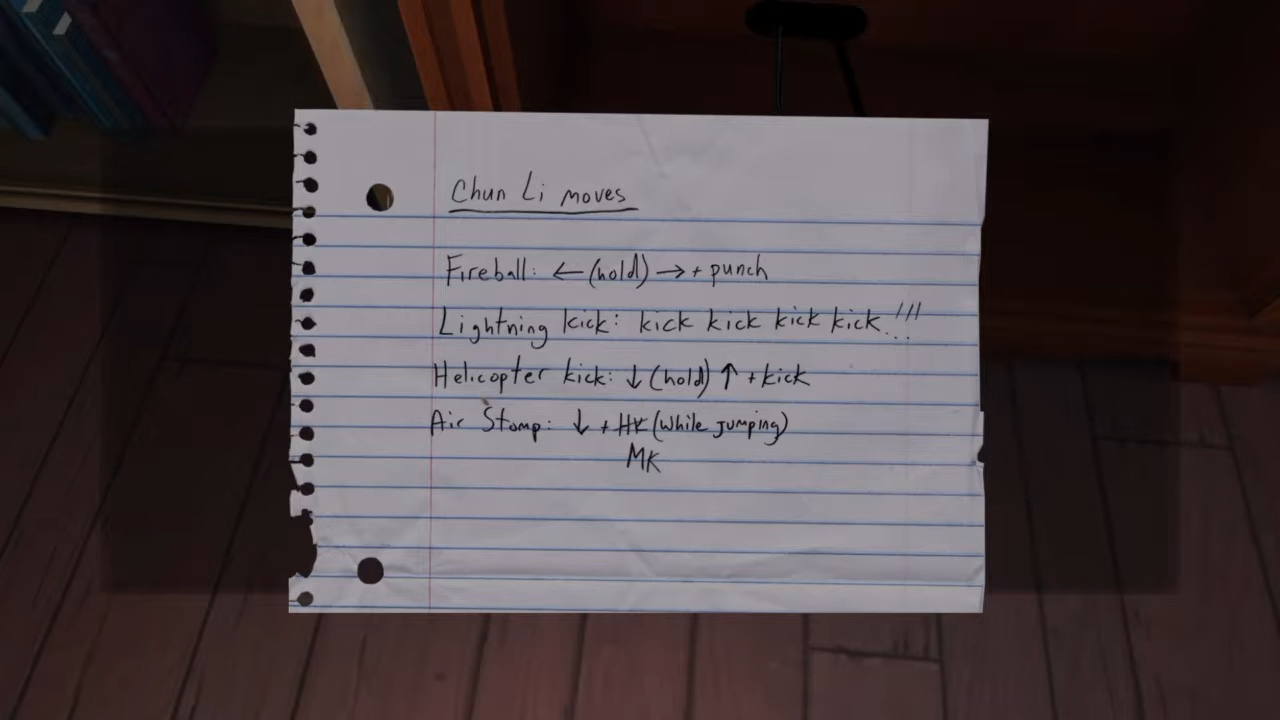 Chun Li moves
Fireball: ← (hold) → + punch
Lightning kick: kick kick kick kick!!!
Helicopter kick: ↓ (hold) ↑ + kick
Air Stomp: ↓ + HK (while jumping)
MK